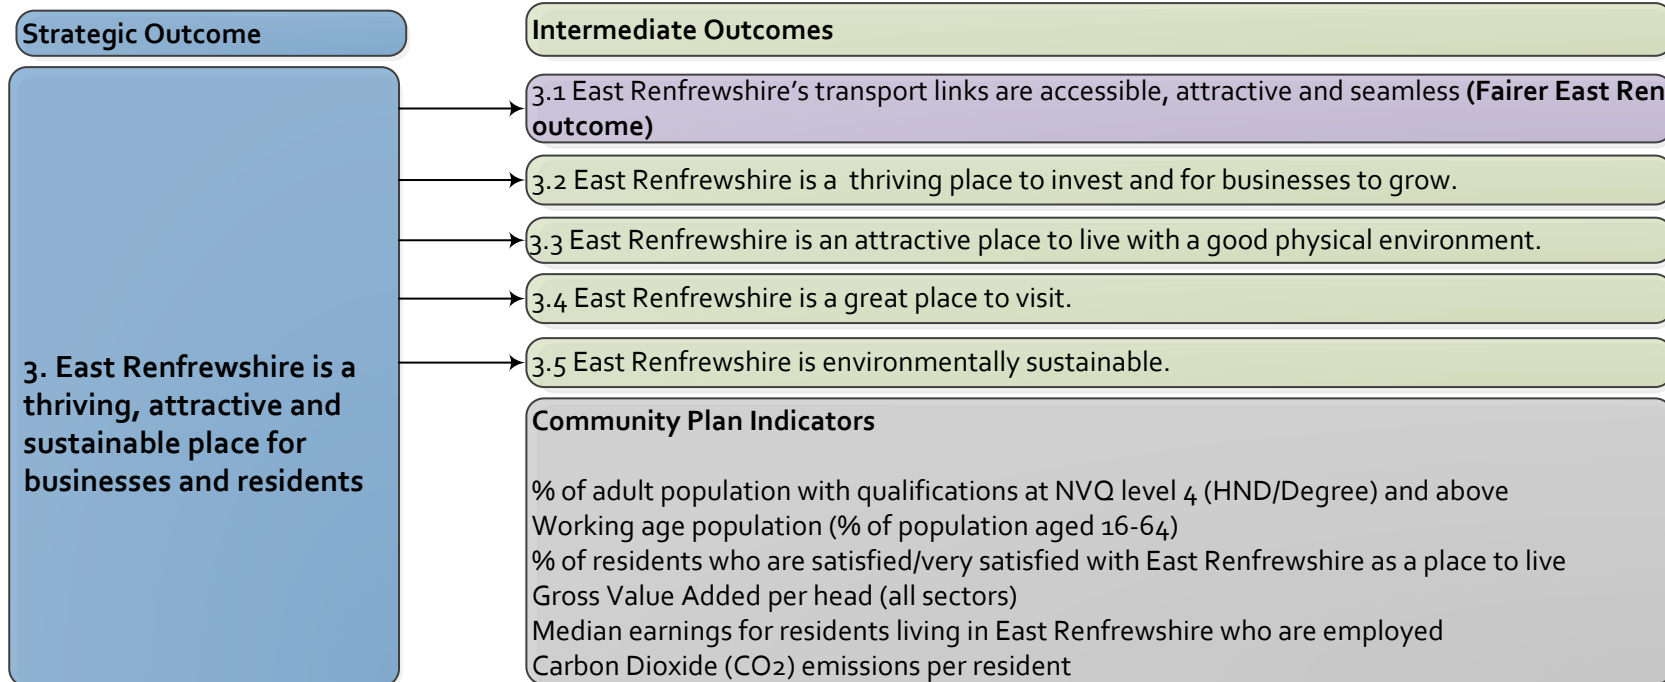 Strategic Outcome
3. East Renfrewshire is a
thriving, attractive and
sustainable place for
businesses and residents
Intermediate Outcomes
3.1 East Renfrewshire’s transport links are accessible, attractive and seamless (Fairer East Ren
outcome)
3.2 East Renfrewshire is a thriving place to invest and for businesses to grow.
3.3 East Renfrewshire is an attractive place to live with a good physical environment.
3.4 East Renfrewshire is a great place to visit.
3.5 East Renfrewshire is environmentally sustainable.
Community Plan Indicators
% of adult population with qualifications at NVQ level 4 (HND/Degree) and above
Working age population (% of population aged 16-64)
% of residents who are satisfied/very satisfied with East Renfrewshire as a place to live
Gross Value Added per head (all sectors)
Median earnings for residents living in East Renfrewshire who are employed
Carbon Dioxide (CO2) emissions per resident